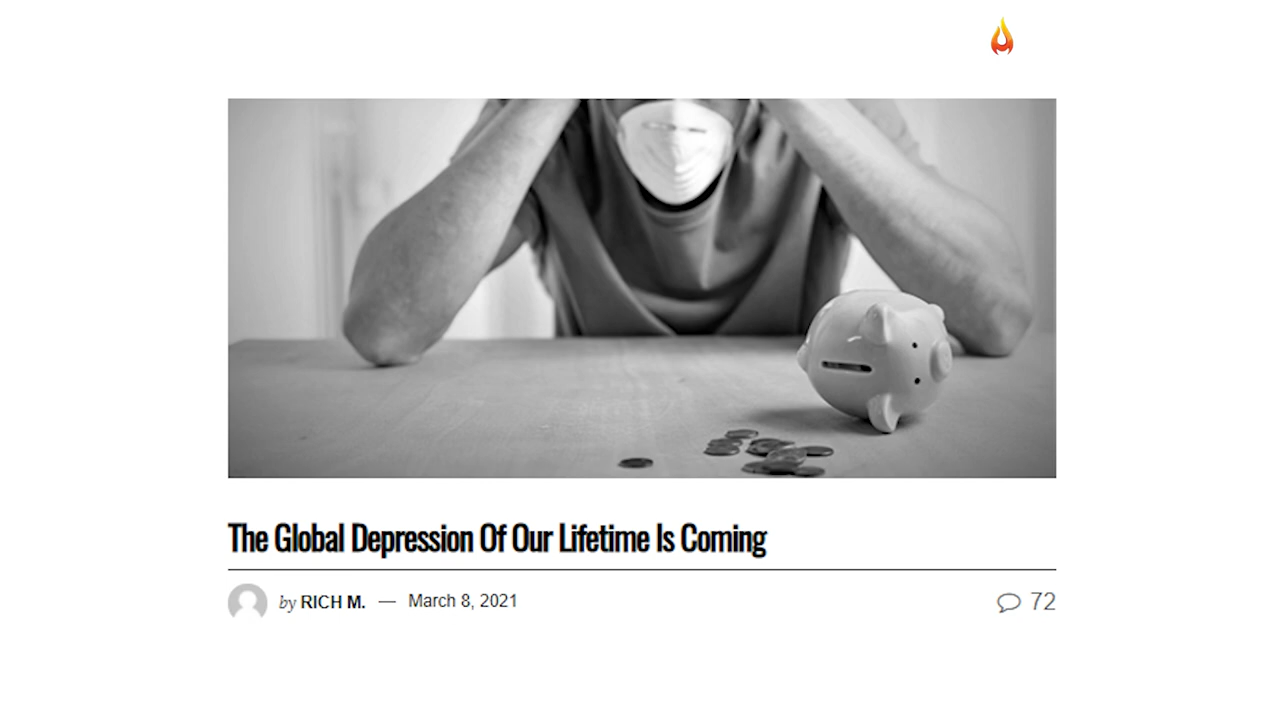 The Global Depression Of Our Lifetime Is Coming
by RICH M. — March 8, 2021 72